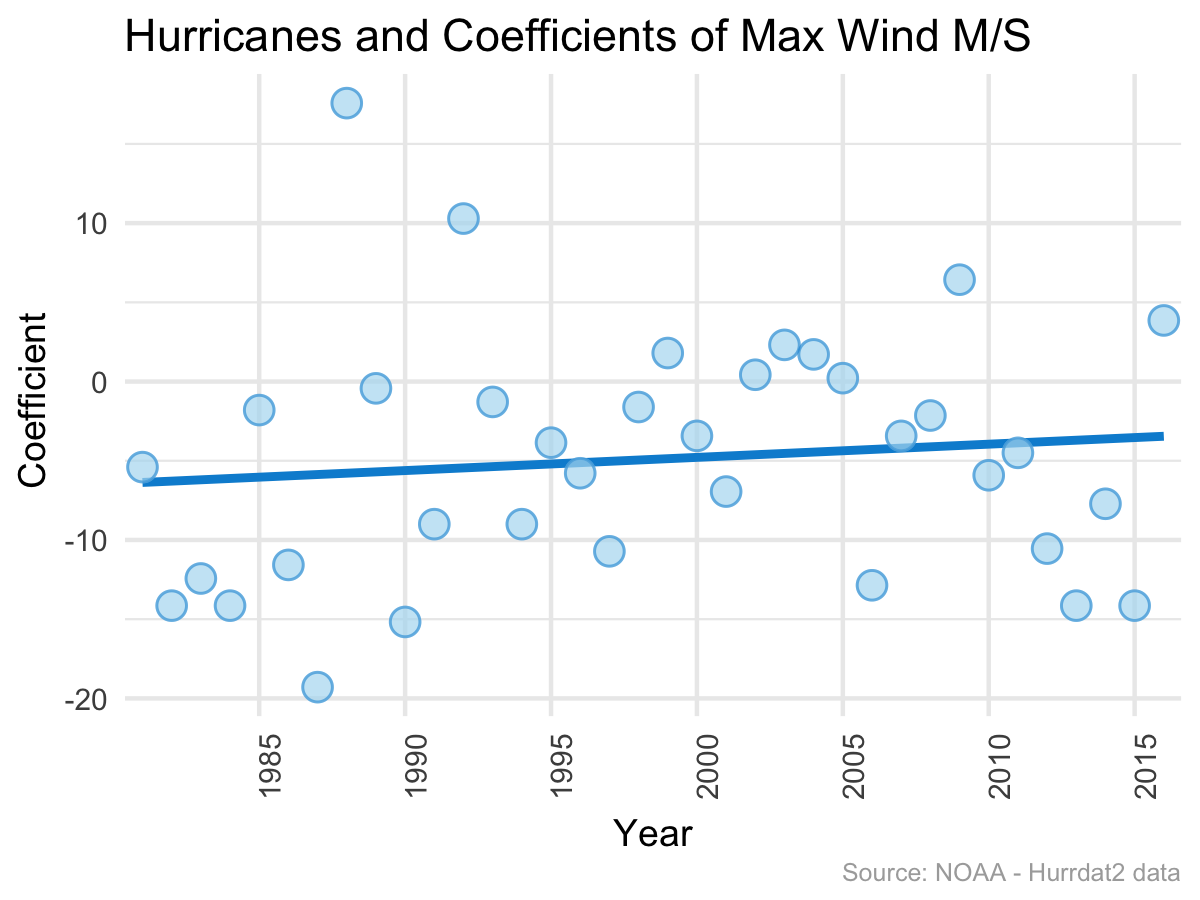 Hurricanes and Coefficients of Max Wind M/S
Coefficient
10
0
-10
-20
1985
1990
1995
2000
2005
2010
2015
Year
Source: NOAA - Hurrdat2 data